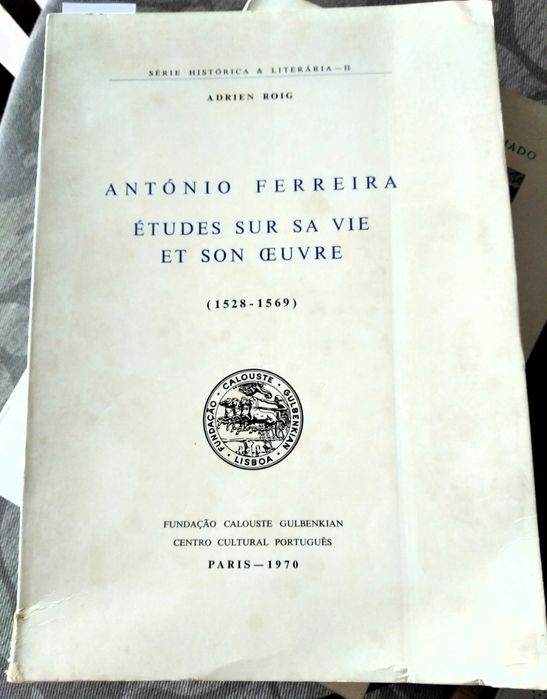 SÉRIE HISTÓRICA & LITERÁRIA—II
ADRIEN ROIG
ANTÓNIO FERREIRA
ÉTUDES SUR SA VIE
ET SON ŒUVRE
(1528-1569)
FUNDAÇÃO · CALOUSTE · GULBENKIAN · LISBOA ·
FUNDAÇÃO CALOUSTE GULBENKIAN
CENTRO CULTURAL PORTUGUÊS
PARIS—1970